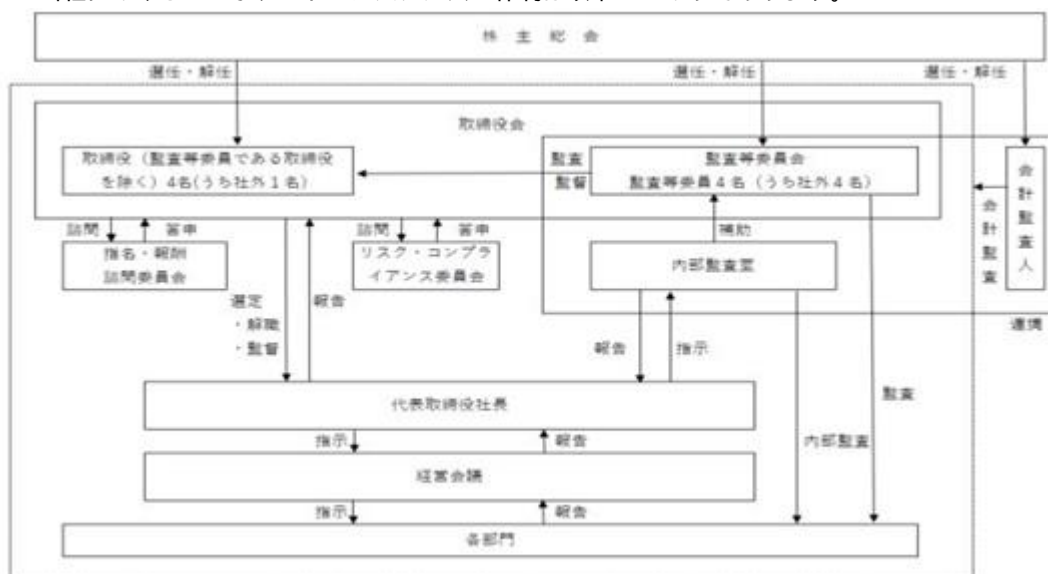 株 主 総 会
選任・解任
選任・解任
選任・解任
取締役会
取締役（監査等委員である取締役
を除く）4名(うち社外1名)
監査
監督
監査等委員会
監査等委員4名（うち社外4名）
会計監査人
会計監査
諮問
答申
諮問
答申
補助
指名・報酬
諮問委員会
リスク・コンプラ
イアンス委員会
内部監査室
連携
選定
・解職
・監督
報告
報告
指示
代表取締役社長
監査
内部監査
指示
報告
経営会議
指示
報告
各部門